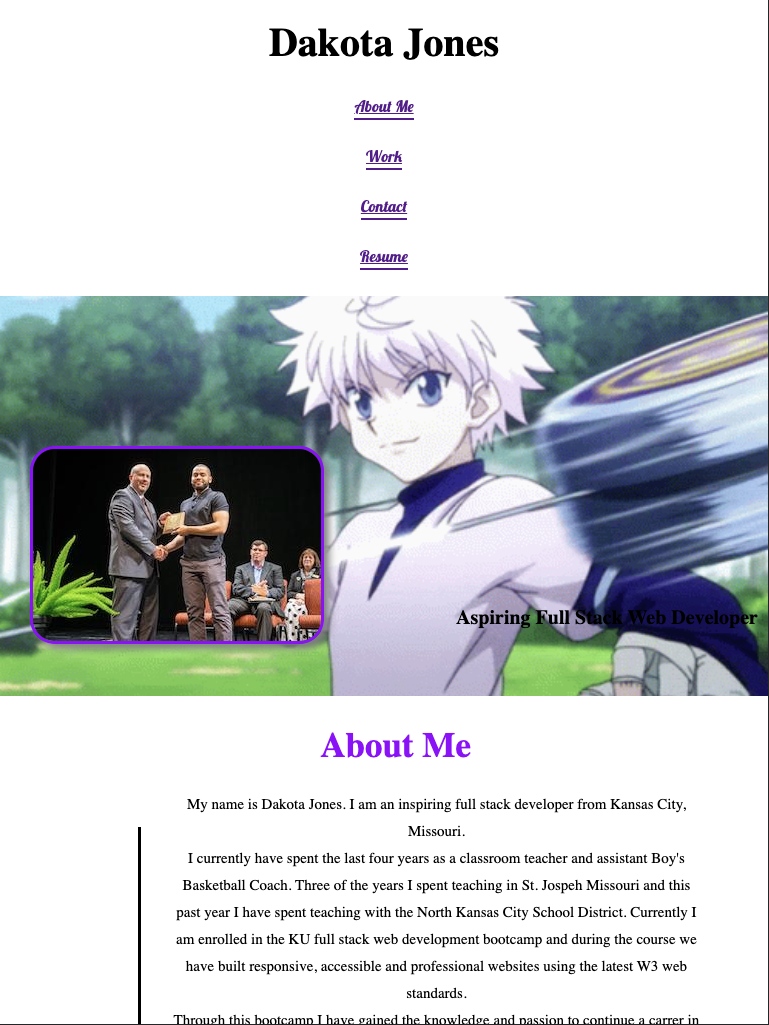 Dakota Jones
About Me
Work
Contact
Resume
Aspiring Full Stack Web Developer
About Me
My name is Dakota Jones. I am an inspiring full stack developer from Kansas City,
Missouri.
I currently have spent the last four years as a classroom teacher and assistant Boy's
Basketball Coach. Three of the years I spent teaching in St. Jospeh Missouri and this
past year I have spent teaching with the North Kansas City School District. Currently I
am enrolled in the KU full stack web development bootcamp and during the course we
have built responsive, accessible and professional websites using the latest W3 web
standards.
Through this bootcamp I have gained the knowledge and passion to continue a carrer in